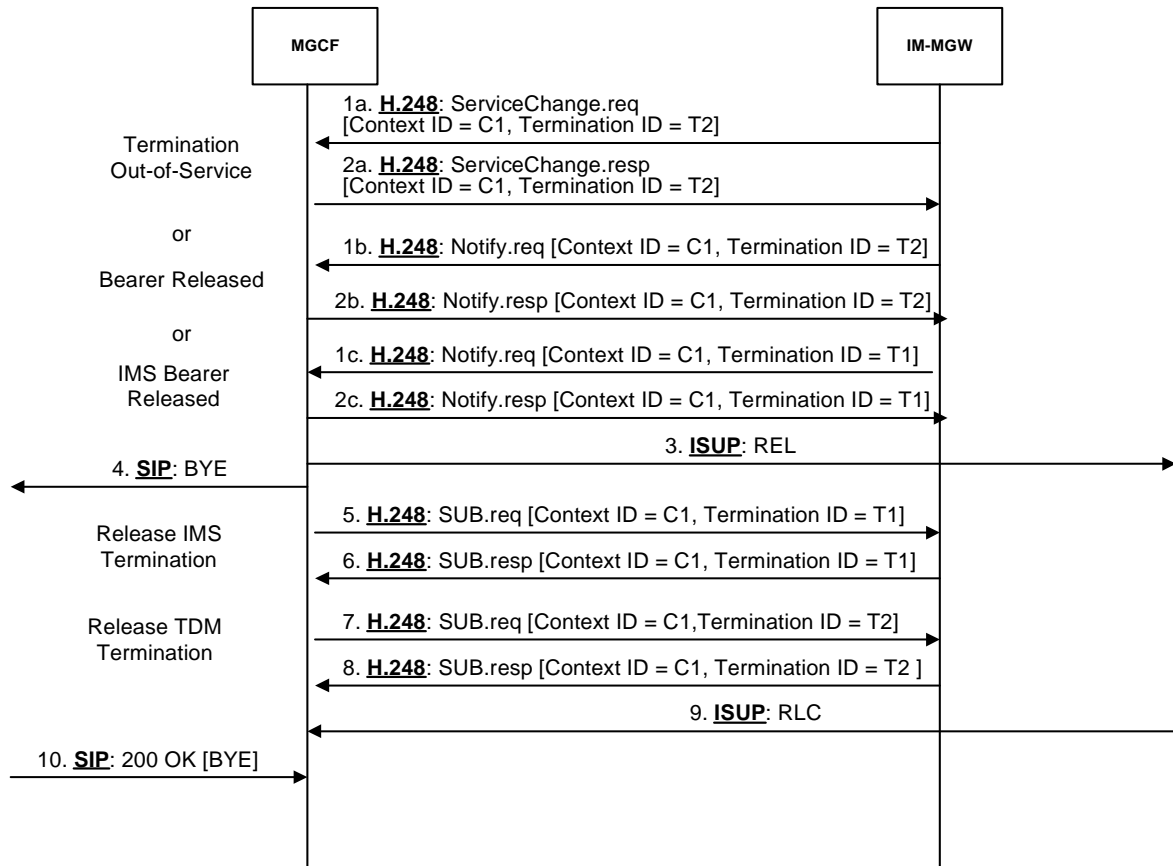 MGCF
IM-MGW
1a. H.248: ServiceChange.req
[Context ID = C1, Termination ID = T2]
Termination
Out-of-Service
2a. H.248: ServiceChange.resp
[Context ID = C1, Termination ID = T2]
or
1b. H.248: Notify.req [Context ID = C1, Termination ID = T2]
Bearer Released
2b. H.248: Notify.resp [Context ID = C1, Termination ID = T2]
or
1c. H.248: Notify.req [Context ID = C1, Termination ID = T1]
IMS Bearer
Released
2c. H.248: Notify.resp [Context ID = C1, Termination ID = T1]
3. ISUP: REL
4. SIP: BYE
5. H.248: SUB.req [Context ID = C1, Termination ID = T1]
Release IMS
Termination
6. H.248: SUB.resp [Context ID = C1, Termination ID = T1]
7. H.248: SUB.req [Context ID = C1,Termination ID = T2]
Release TDM
Termination
8. H.248: SUB.resp [Context ID = C1, Termination ID = T2 ]
9. ISUP: RLC
10. SIP: 200 OK [BYE]